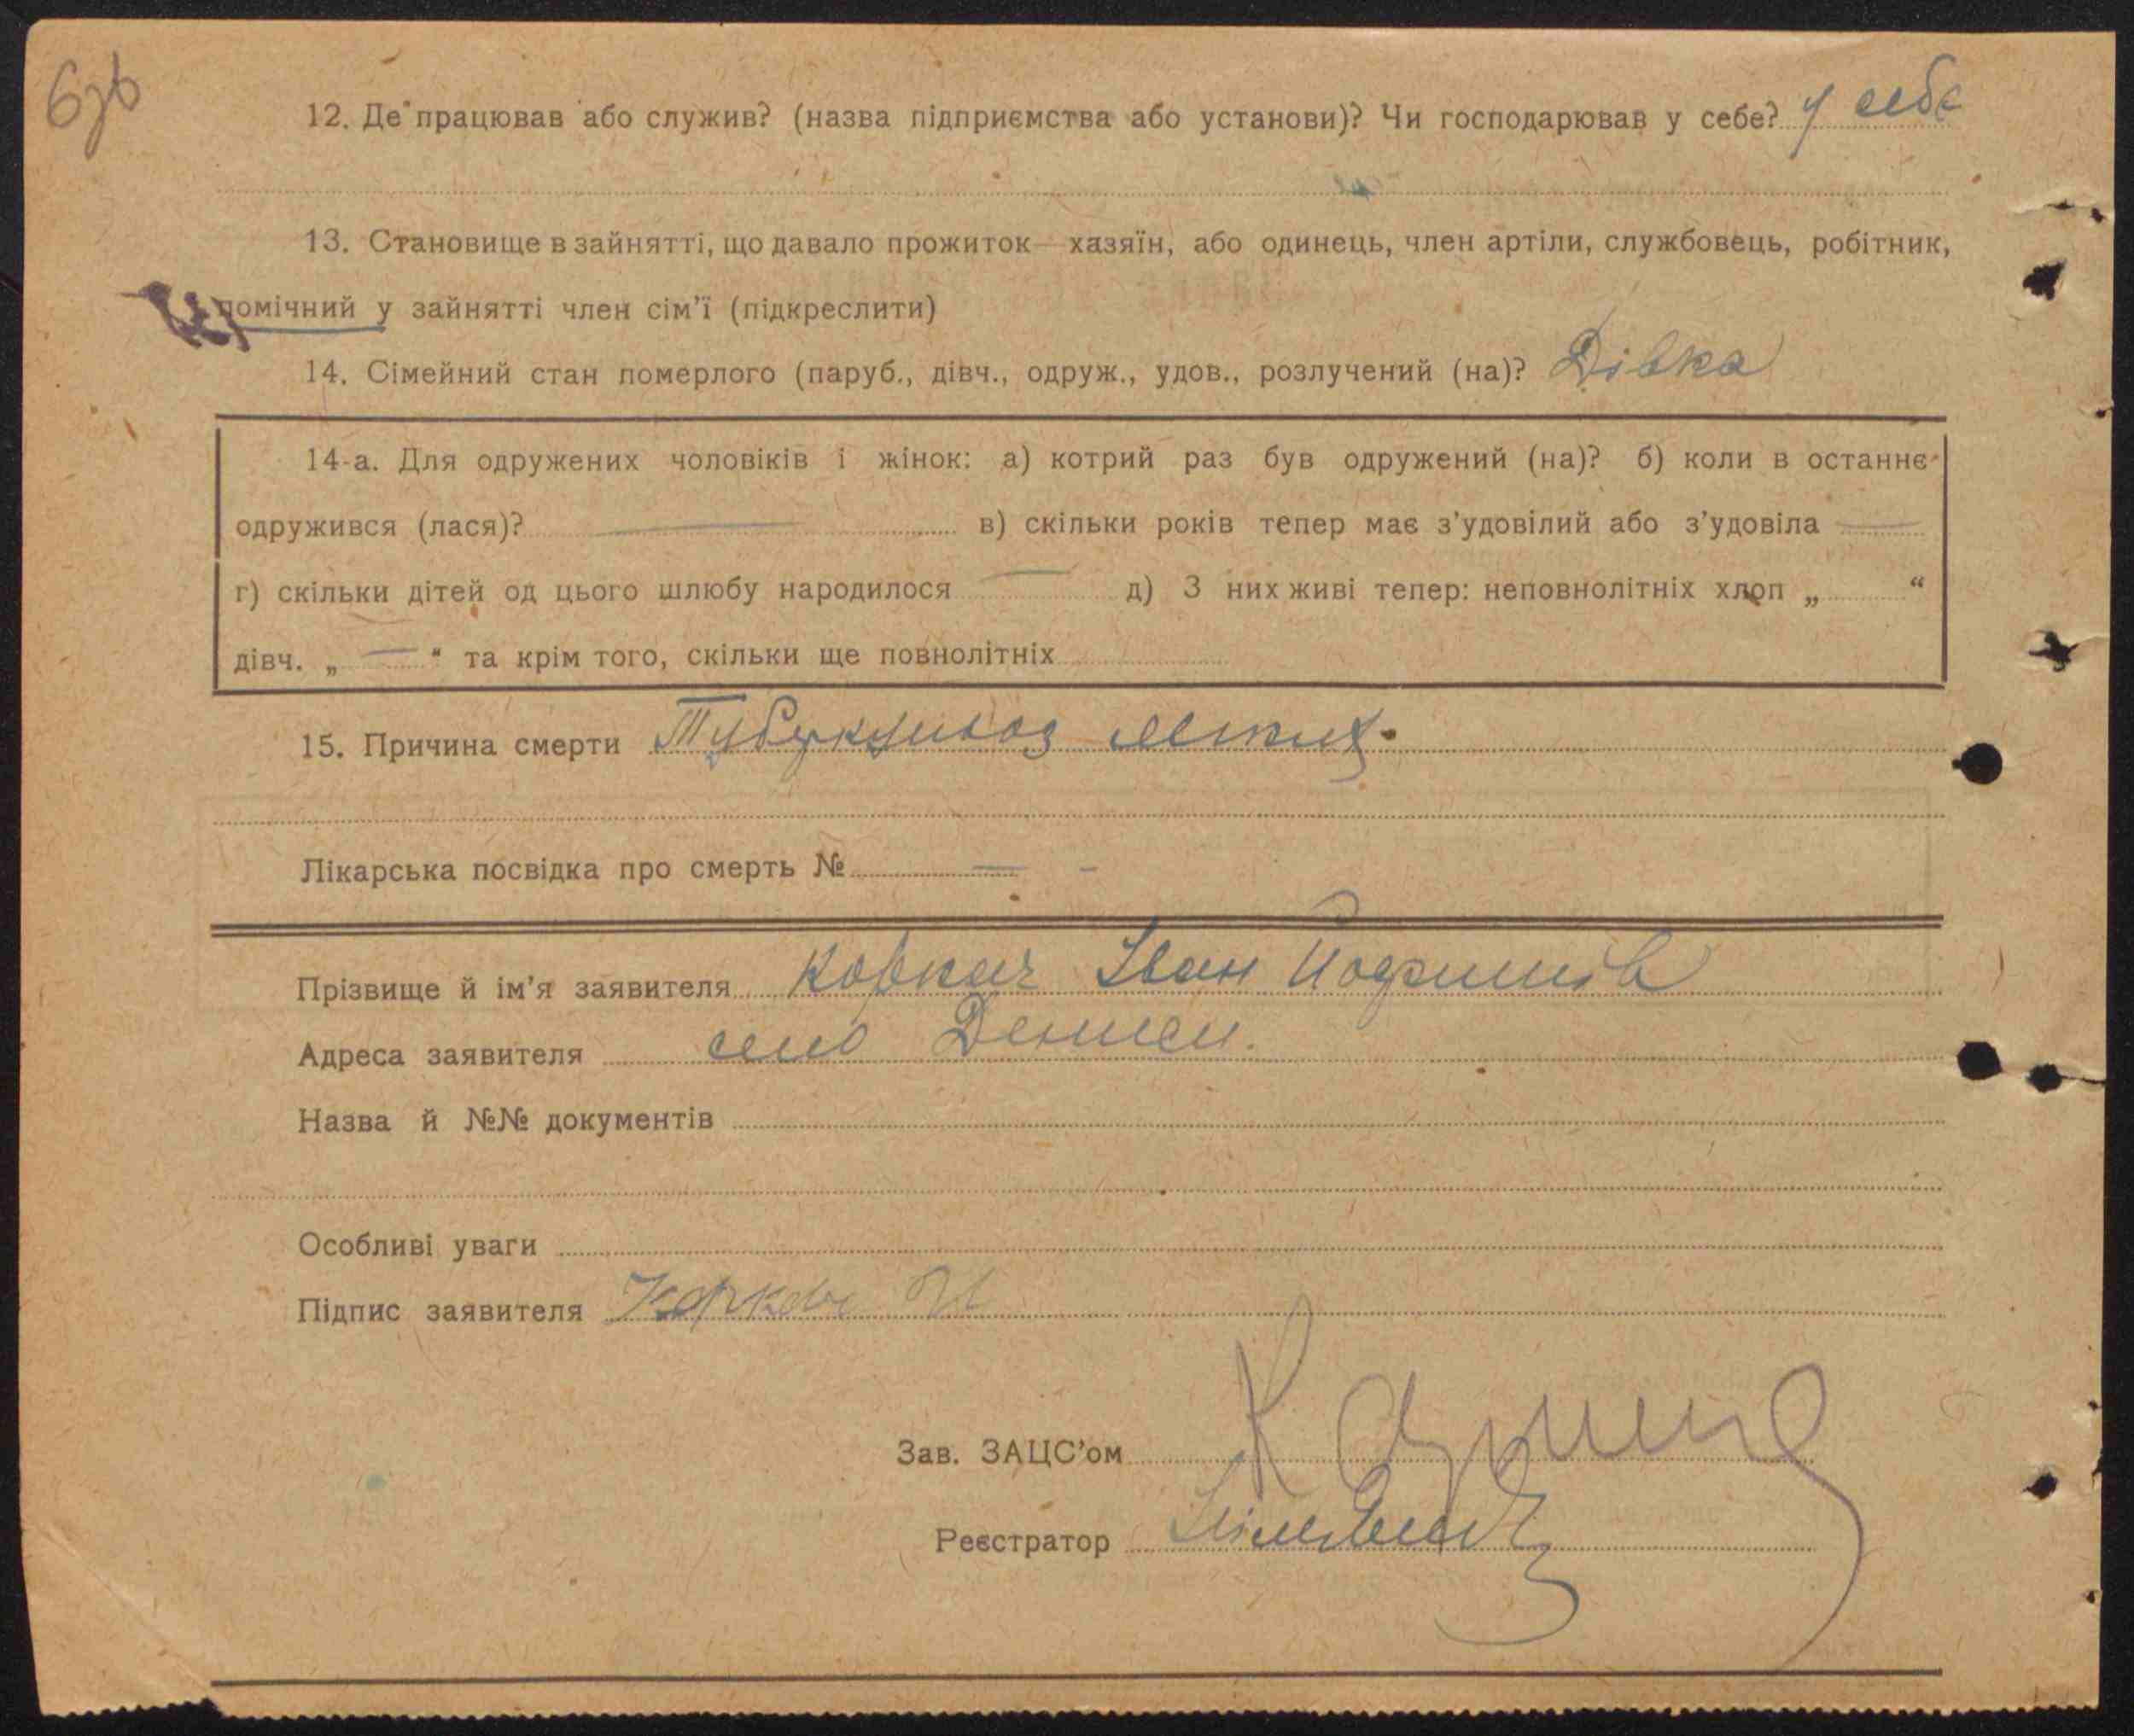 12. Де працював або служив? (назва підприємства або установи)? Чи господарював у себе? у себе
13. Становище в зайнятті, що давало прожиток — хазяїн, або одинець, член артіли, службовець, робітник,
помічний у зайнятті член сім'ї (підкреслити)
14. Сімейний стан померлого (паруб., дівч., одруж., удов., розлучений (на)? Дівка
14-а. Для одружених чоловіків і жінок: а) котрий раз був одружений (на)? б) коли в останнє
одружився (лася)? — в) скільки років тепер має з'удовілий або з'удовіла —
г) скільки дітей од цього шлюбу народилося — д) З них живі тепер: неповнолітніх хлоп „ “
дівч. „ — “ та крім того, скільки ще повнолітніх
15. Причина смерти Туберкульоз легких.
Лікарська посвідка про смерть № — -
Прізвище й ім'я заявителя Іван
Адреса заявителя село Деншеи.
Назва й №№ документів
Особливі уваги
Підпис заявителя
Зав. ЗАЦС'ом
Реєстратор